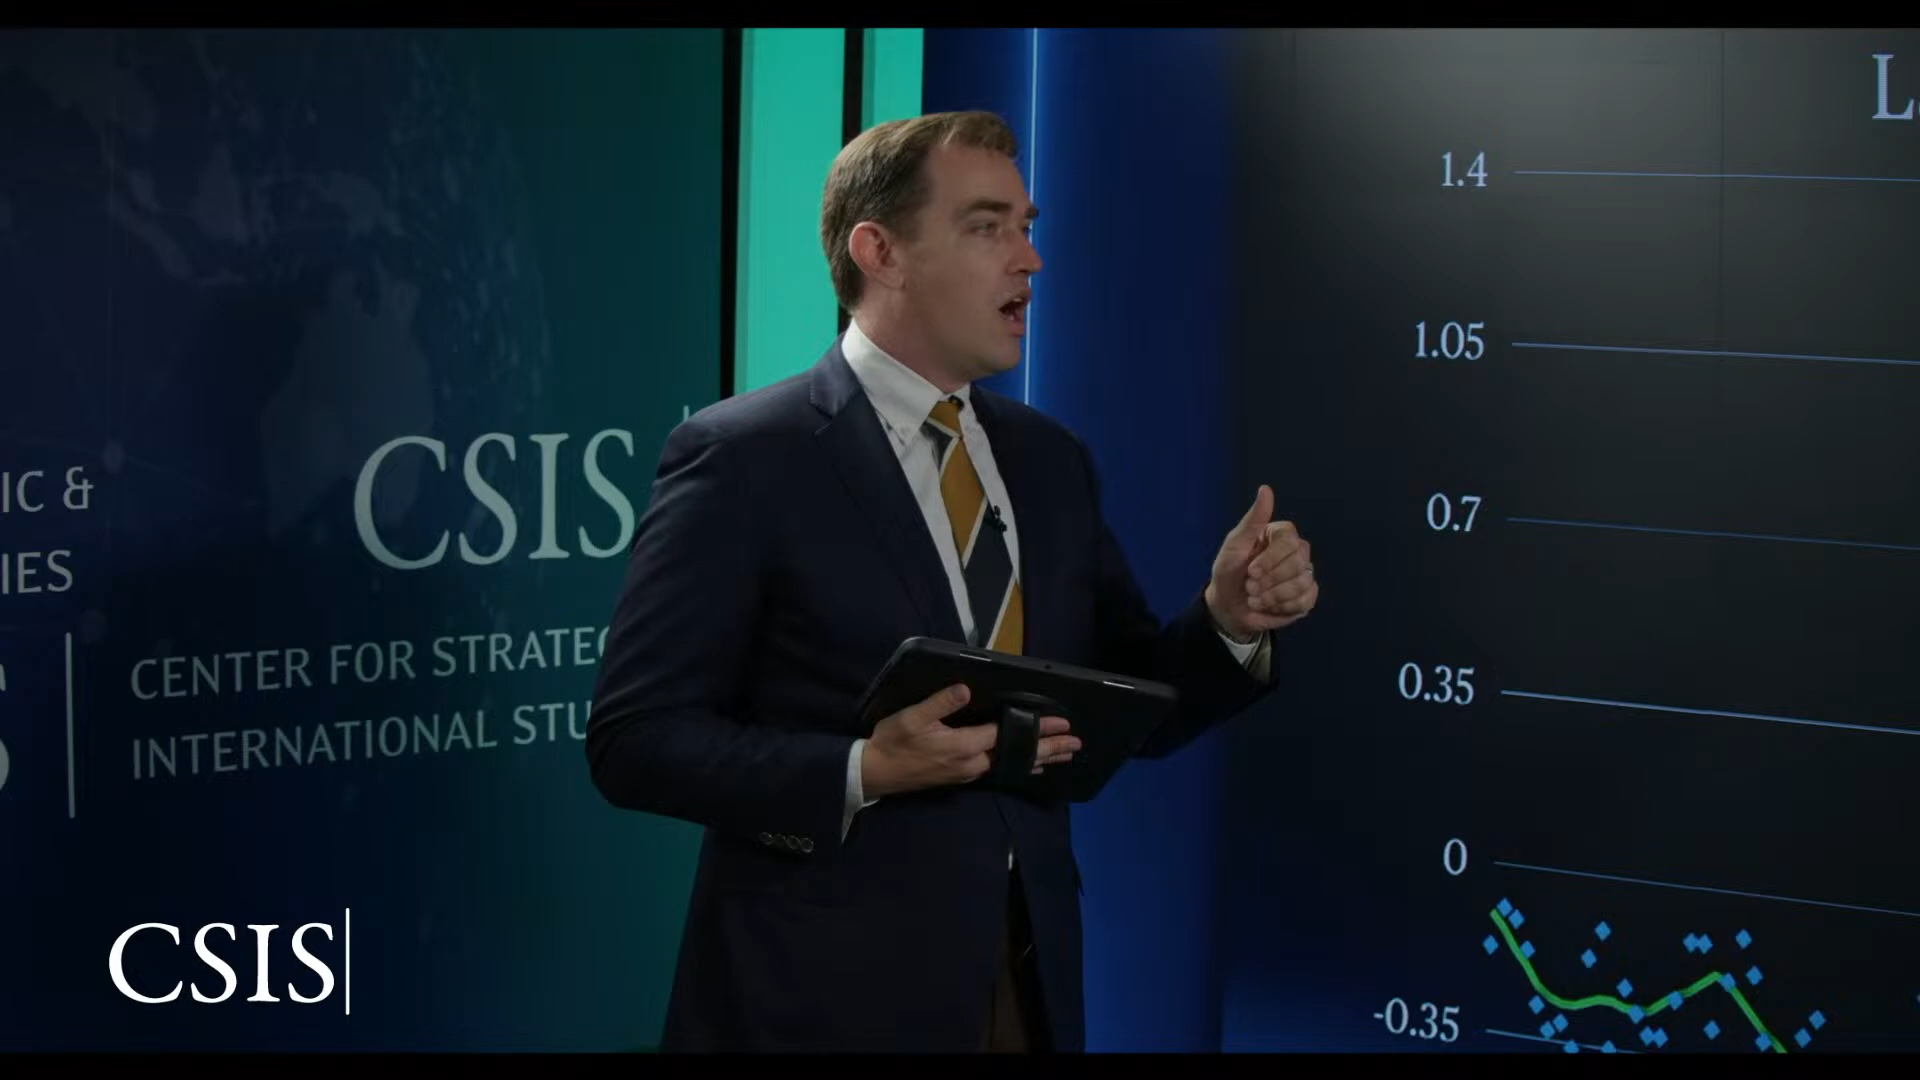 IC &
IES
S
CSIS
CENTER FOR STRATEG
INTERNATIONAL STU
CSIS
L
1.4
1.05
0.7
0.35
0
-0.35